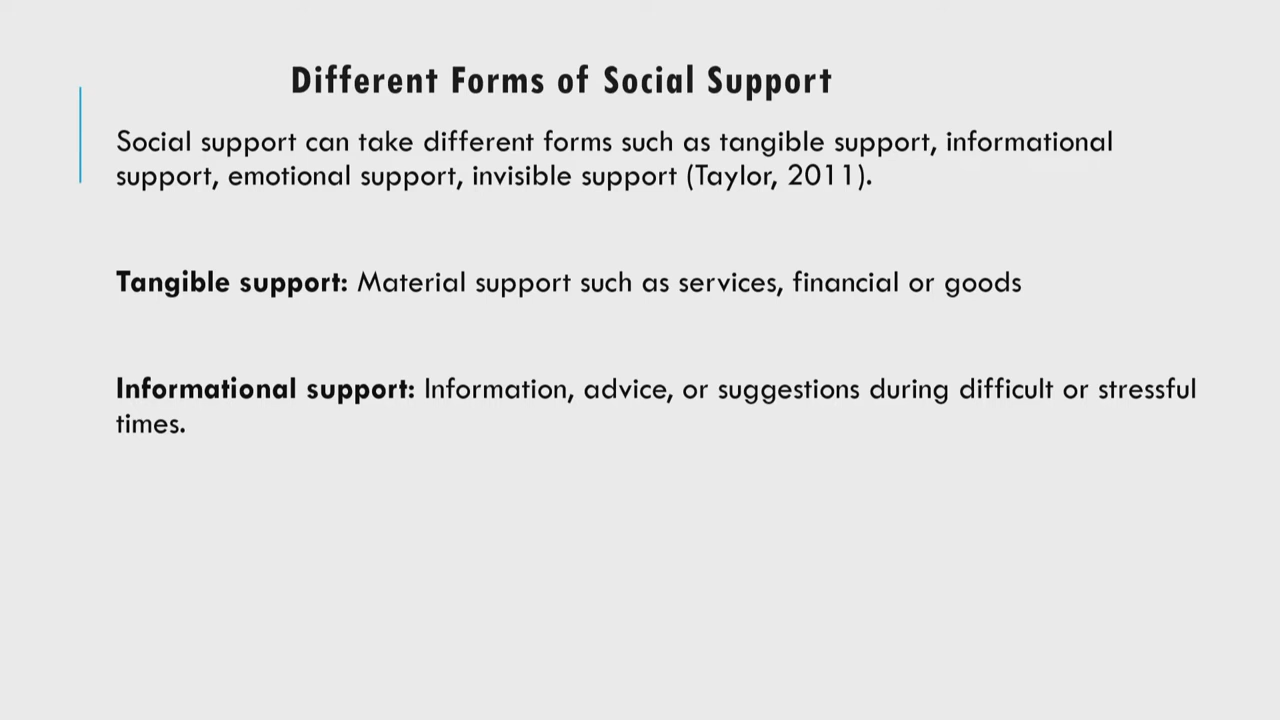 Different Forms of Social Support
Social support can take different forms such as tangible support, informational
support, emotional support, invisible support (Taylor, 2011).
Tangible support: Material support such as services, financial or goods
Informational support: Information, advice, or suggestions during difficult or stressful
times.